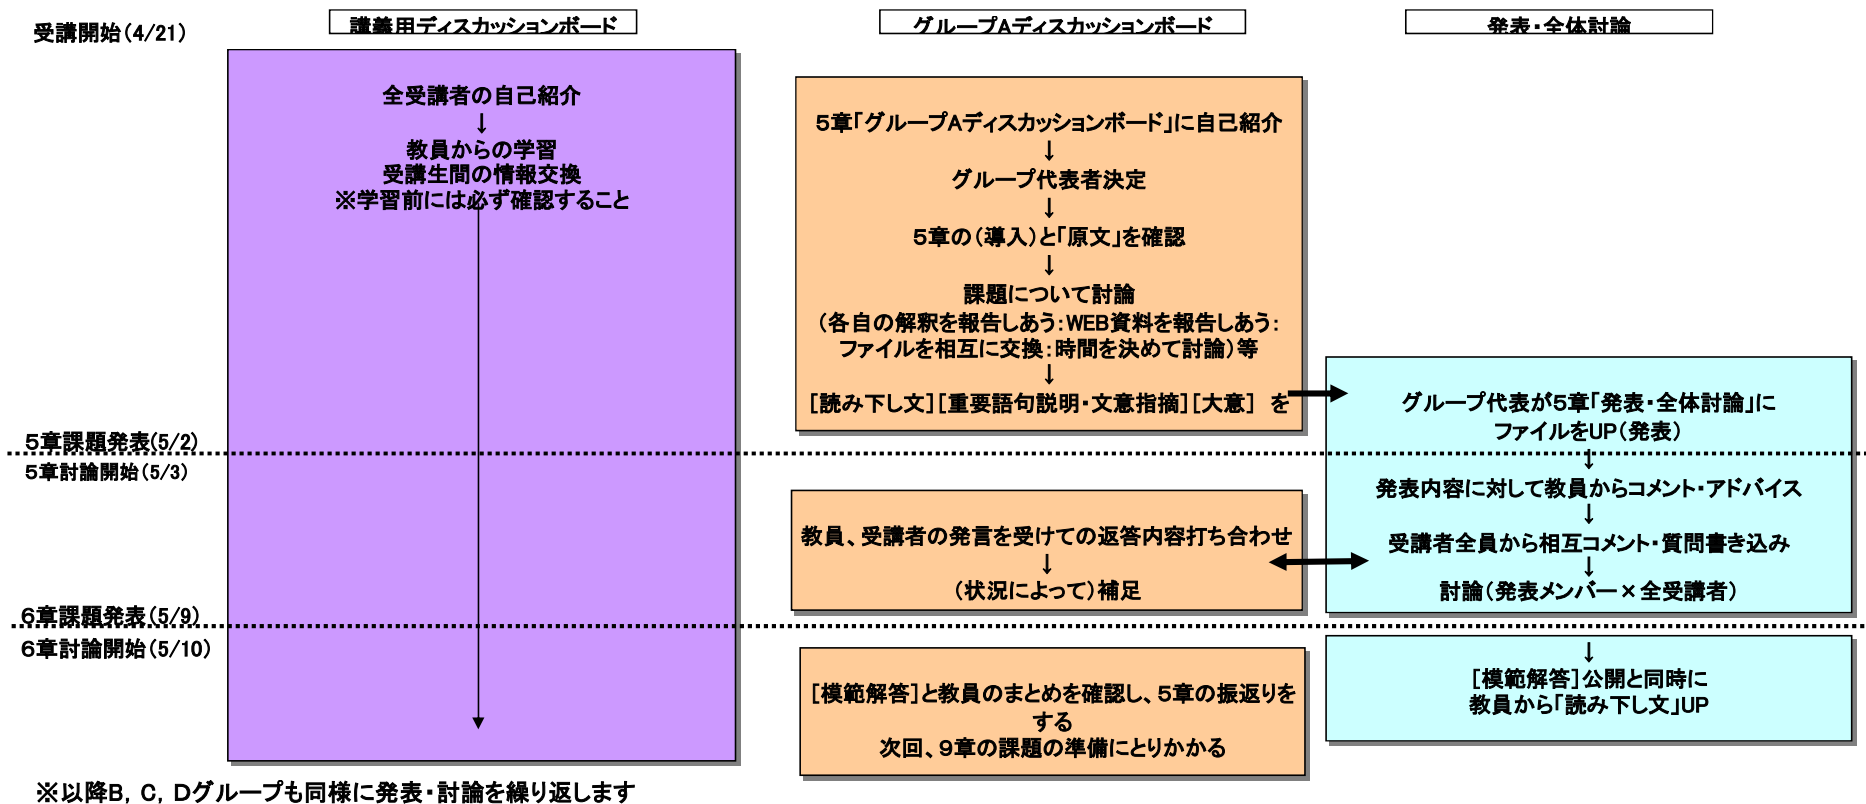 受講開始(4/21)
講義用ディスカッションボード
グループAディスカッションボード
発表・全体討論
全受講者の自己紹介
↓
教員からの学習
受講生間の情報交換
※学習前には必ず確認すること
5章「グループAディスカッションボード」に自己紹介
↓
グループ代表者決定
↓
5章の(導入)と「原文」を確認
↓
課題について討論
(各自の解釈を報告しあう:WEB資料を報告しあう:
ファイルを相互に交換:時間を決めて討論)等
↓
[読み下し文][重要語句説明・文意指摘][大意] を
グループ代表が5章「発表・全体討論」に
ファイルをUP(発表)
↓
発表内容に対して教員からコメント・アドバイス
↓
受講者全員から相互コメント・質問書き込み
↓
討論(発表メンバー×全受講者)
5章課題発表(5/2)
5章討論開始(5/3)
教員、受講者の発言を受けての返答内容打ち合わせ
↓
(状況によって)補足
6章課題発表(5/9)
6章討論開始(5/10)
[模範解答]と教員のまとめを確認し、5章の振返りを
する
次回、9章の課題の準備にとりかかる
↓
[模範解答]公開と同時に
教員から「読み下し文」UP
※以降B, C, Dグループも同様に発表・討論を繰り返します